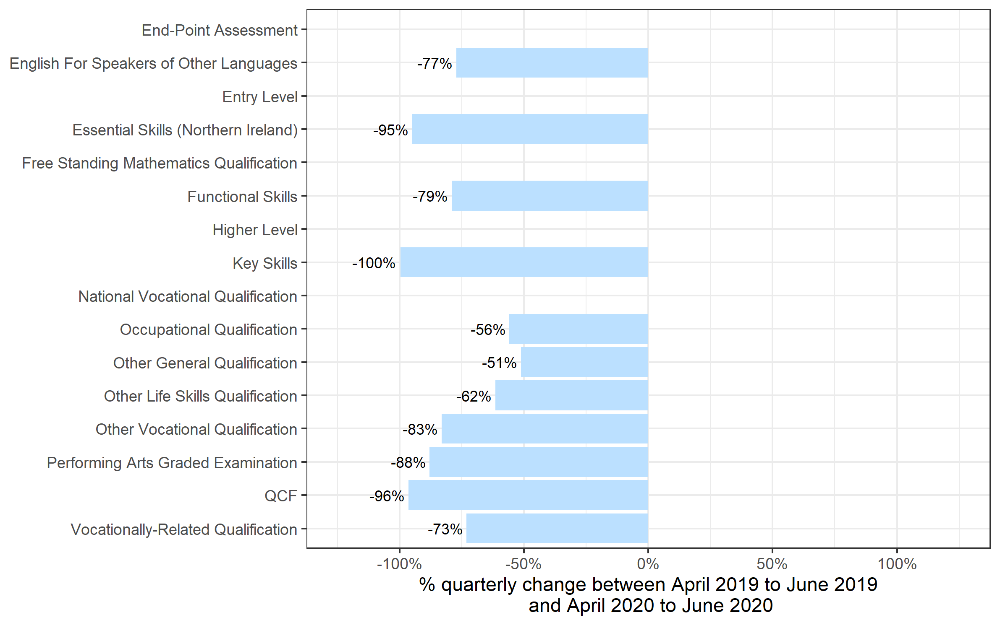 End-Point Assessment
English For Speakers of Other Languages
-77%
Entry Level
Essential Skills (Northern Ireland)
-95%
Free Standing Mathematics Qualification
Functional Skills
-79%
Higher Level
Key Skills
-100%
National Vocational Qualification
Occupational Qualification
-56%
Other General Qualification
-51%
Other Life Skills Qualification
-62%
Other Vocational Qualification
-83%
Performing Arts Graded Examination
-88%
QCF
-96%
Vocationally-Related Qualification
-73%
-100% -50% 0% 50% 100%
% quarterly change between April 2019 to June 2019
and April 2020 to June 2020